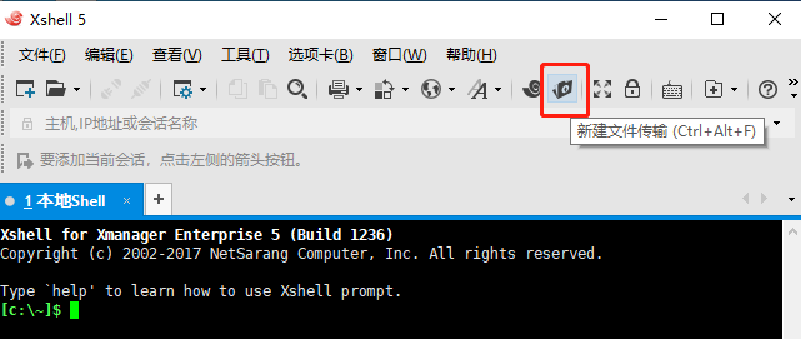 Xshell 5
文件(F) 编辑(E) 查看(V) 工具(T) 选项卡(B) 窗口(W) 帮助(H)
主机,IP地址或会话名称
新建文件传输 (Ctrl+Alt+F)
要添加当前会话，点击左侧的箭头按钮。
1 本地Shell × +
Xshell for Xmanager Enterprise 5 (Build 1236)
Copyright (c) 2002-2017 NetSarang Computer, Inc. All rights reserved.
Type `help' to learn how to use Xshell prompt.
[c:\~]$